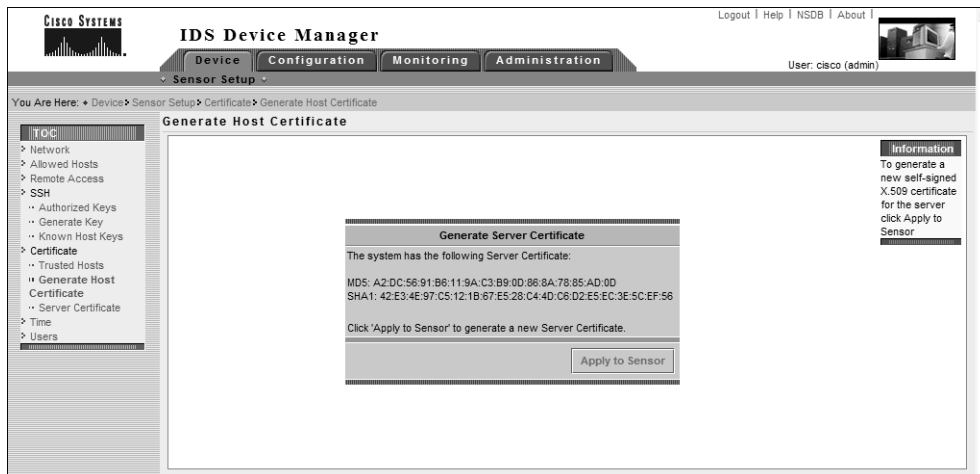 CISCO SYSTEMS
Logout | Help | NSDB | About |
IDS Device Manager
Device Configuration Monitoring Administration
User: cisco (admin)
Sensor Setup
You Are Here: Device Sensor Setup Certificate Generate Host Certificate
TOC
Network
Allowed Hosts
Remote Access
SSH
Authorized Keys
Generate Key
Known Host Keys
Certificate
Trusted Hosts
Generate Host
Certificate
Server Certificate
Time
Users
Generate Host Certificate
Generate Server Certificate
The system has the following Server Certificate:
MD5: A2:DC:56:91:B6:11:9A:C3:B9:0D:86:8A:78:85:AD:0D
SHA1: 42:E3:4E:97:C5:12:1B:67:E5:28:C4:4D:C6:D2:E5:EC:3E:5C:EF:56
Click 'Apply to Sensor' to generate a new Server Certificate.
Apply to Sensor
Information
To generate a
new self-signed
X.509 certificate
for the server
click Apply to
Sensor